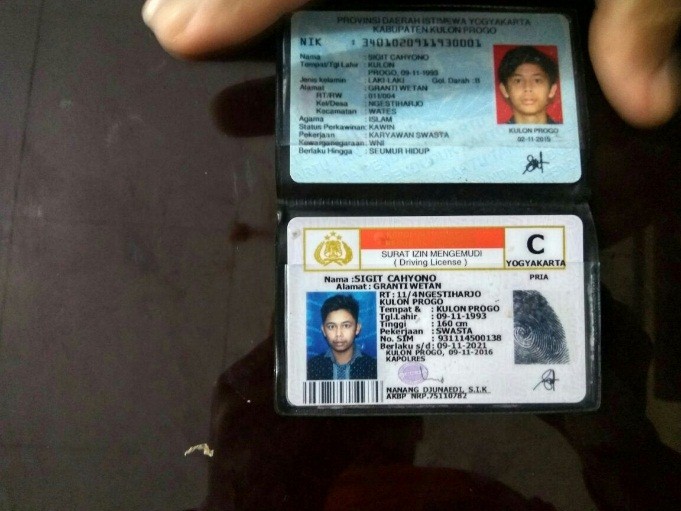 PROVINSI DAERAH ISTIMEWA YOGYAKARTA
KABUPATEN KULON PROGO
NIK : 3401020911930001
Nama : SIGIT CAHYONO
Tempat/Tgl Lahir : KULON
PROGO, 09-11-1993
Jenis kelamin : LAKI-LAKI Gol. Darah :B
Alamat : GRANTI WETAN
RT/RW : 011/004
Kel/Desa : NGESTIHARJO
Kecamatan : WATES
Agama : ISLAM
Status Perkawinan: KAWIN
Pekerjaan : KARYAWAN SWASTA
Kewarganegaraan: WNI
Berlaku Hingga : SEUMUR HIDUP
KULON PROGO
02-11-2015
SURAT IZIN MENGEMUDI
( Driving License )
C
YOGYAKARTA
Nama :SIGIT CAHYONO
Alamat: GRANTI WETAN
RT: 11/4NGESTIHARJO
KULON PROGO
Tempat & : KULON PROGO
Tgl.Lahir : 09-11-1993
Tinggi : 160 cm
Pekerjaan : SWASTA
No. SIM : 931114500138
Berlaku s/d: 09-11-2021
KULON PROGO, 09-11-2016
KAPOLRES
NANANG DJUNAEDI, S.I.K
AKBP NRP.75110782
PRIA